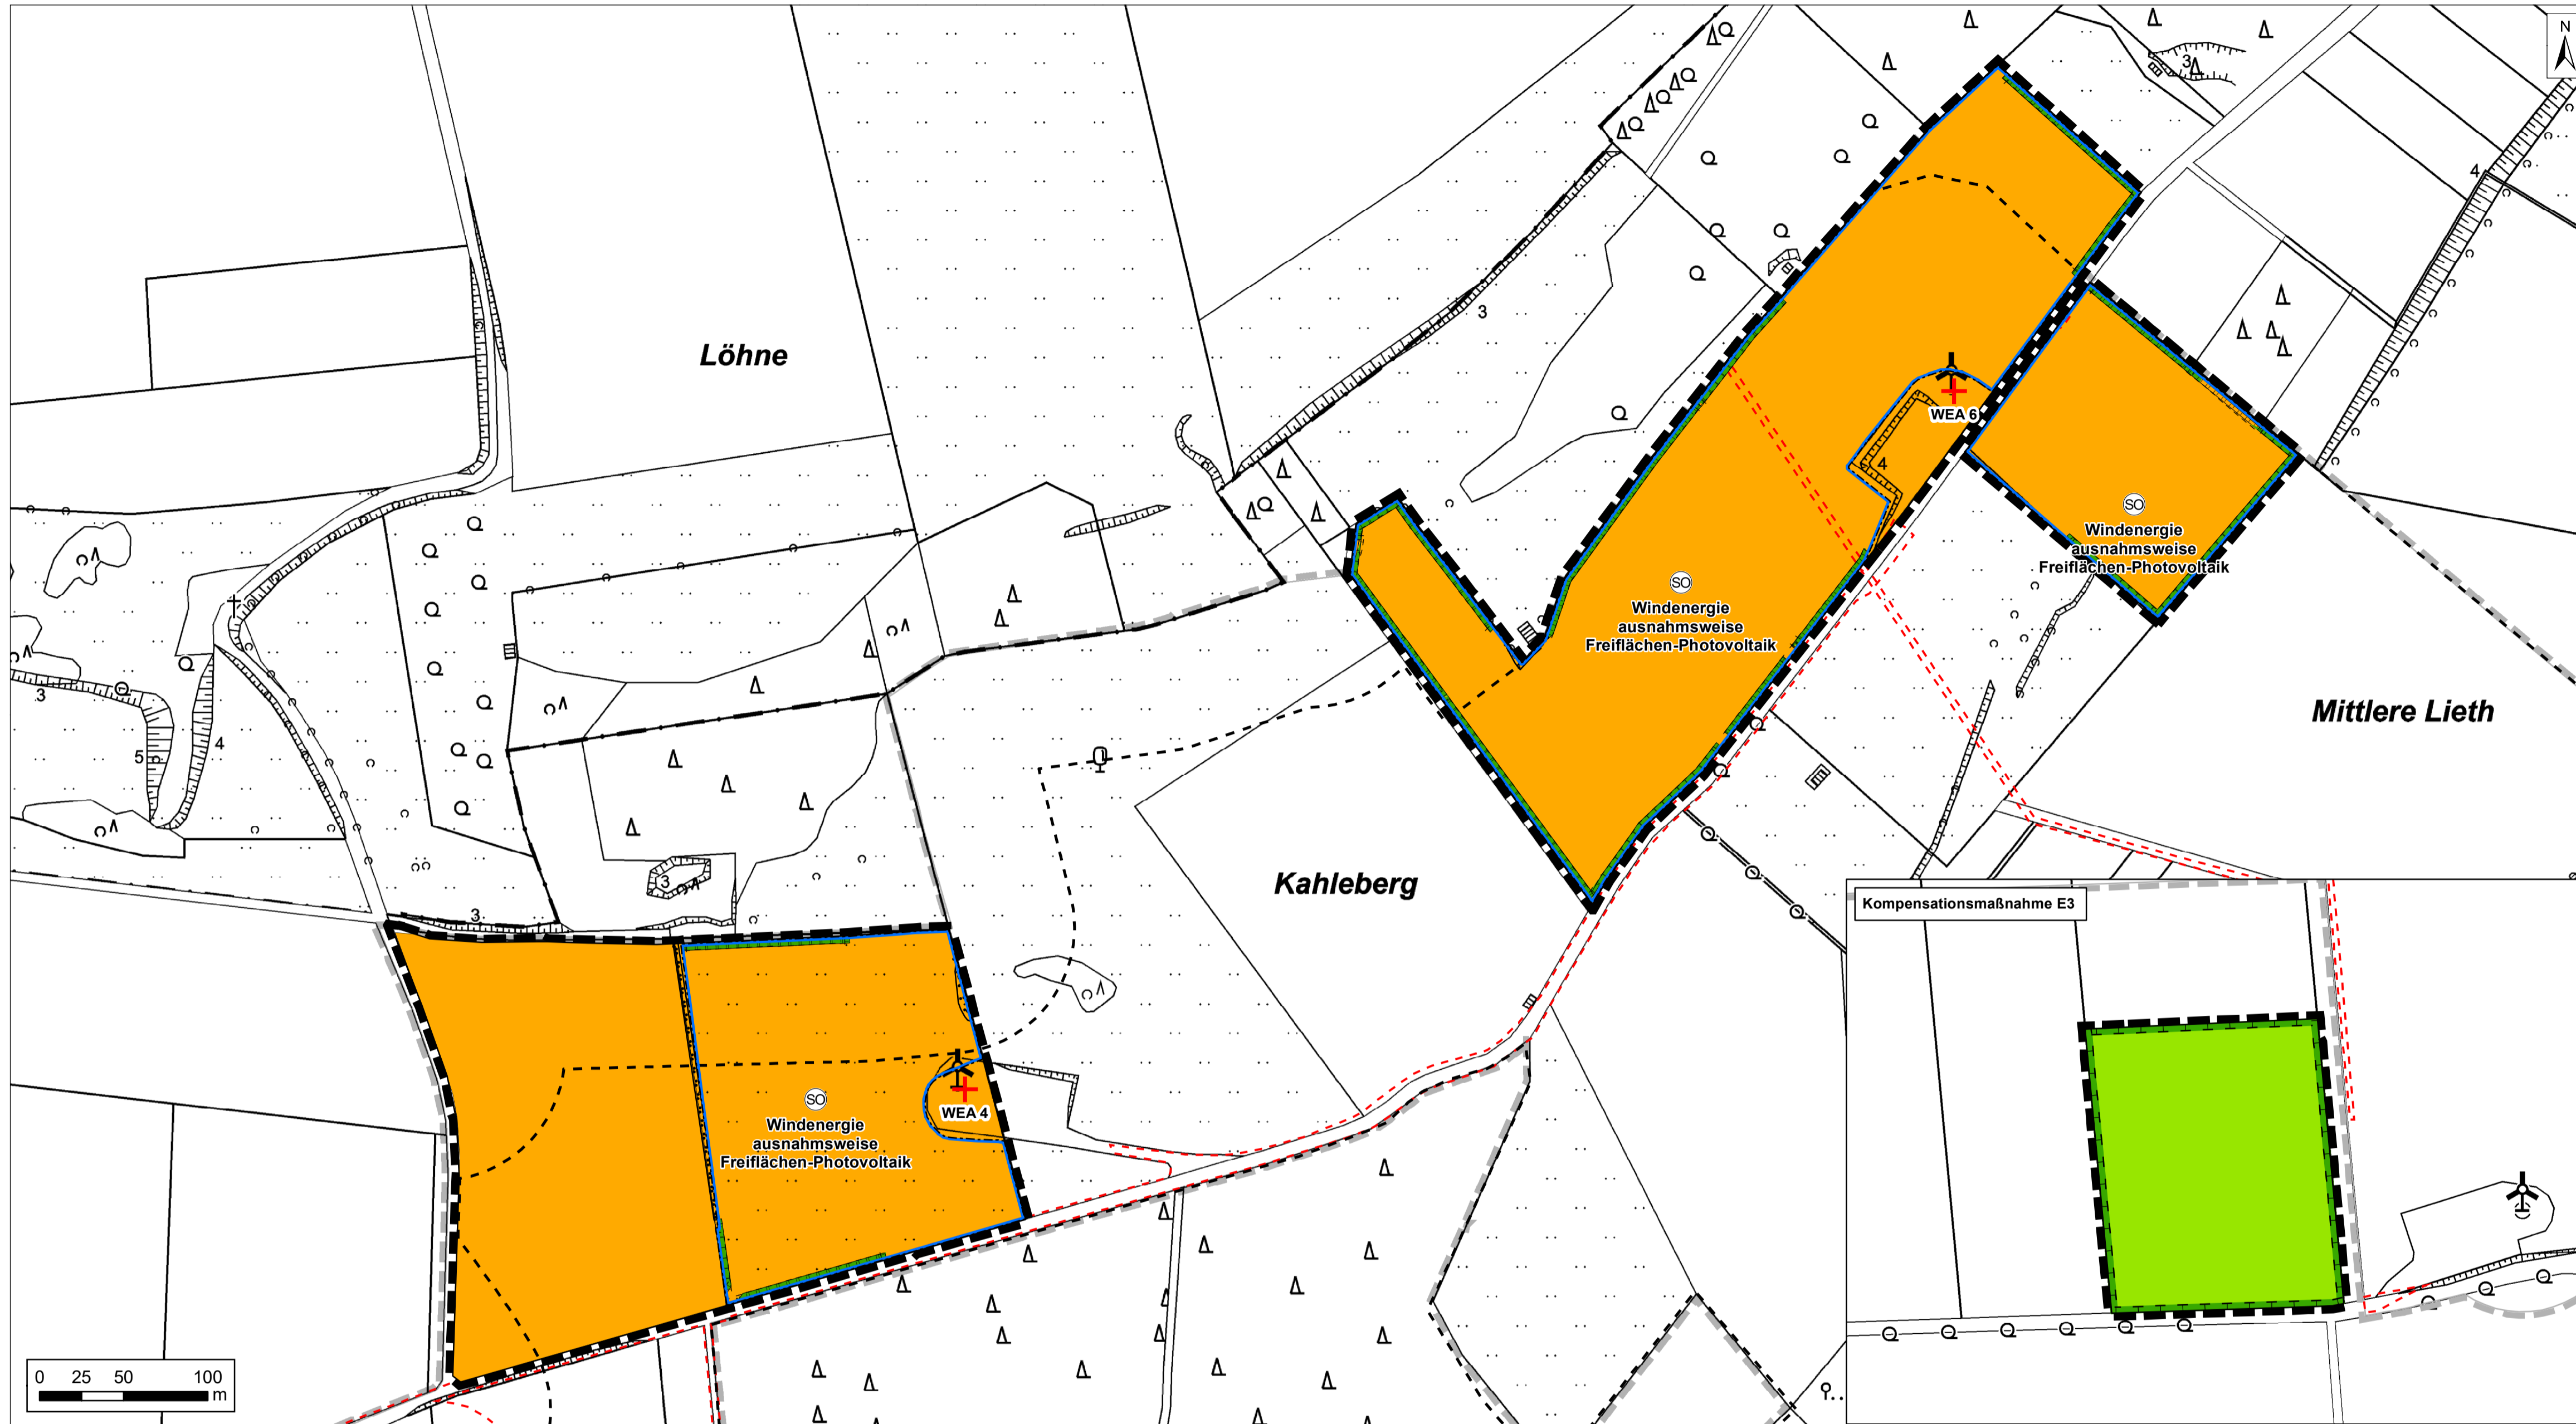 N
3
4
Löhne
3
WEA 6
4
SO
Windenergie
ausnahmsweise
Freiflächen-Photovoltaik
SO
Windenergie
ausnahmsweise
Freiflächen-Photovoltaik
3
5
4
Mittlere Lieth
3
Kahleberg
Kompensationsmaßnahme E3
3
SO
WEA 4
Windenergie
ausnahmsweise
Freiflächen-Photovoltaik
0 25 50 100
m